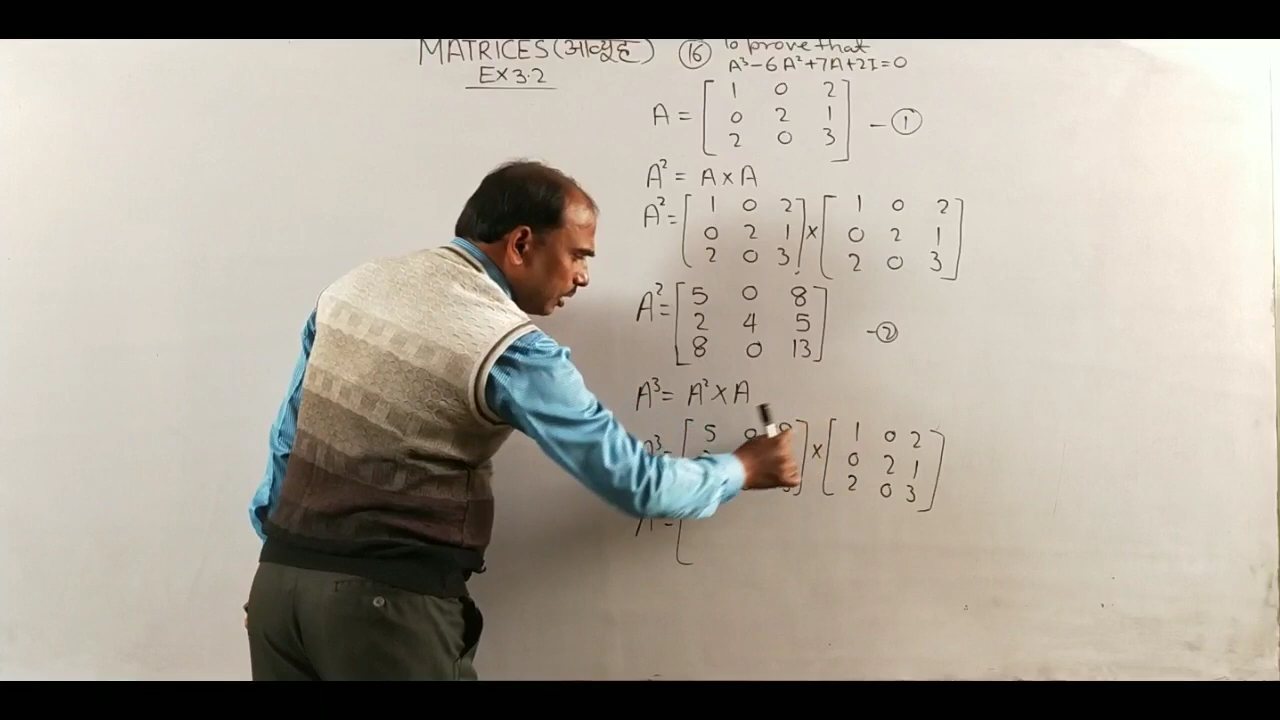 MATRICES (आव्यूह) (16) To prove that
EX 3.2 A³-6A²+7A+2I=0
A = [1 0 2
0 2 1 -①
2 0 3]
A² = A × A
A² = [1 0 2] × [1 0 2]
0 2 1 0 2 1
2 0 3 2 0 3
A² = [5 0 8]
2 4 5 -②
8 0 13
A³ = A² × A
[5 0 ] × [1 0 2]
0 2 1
2 0 3